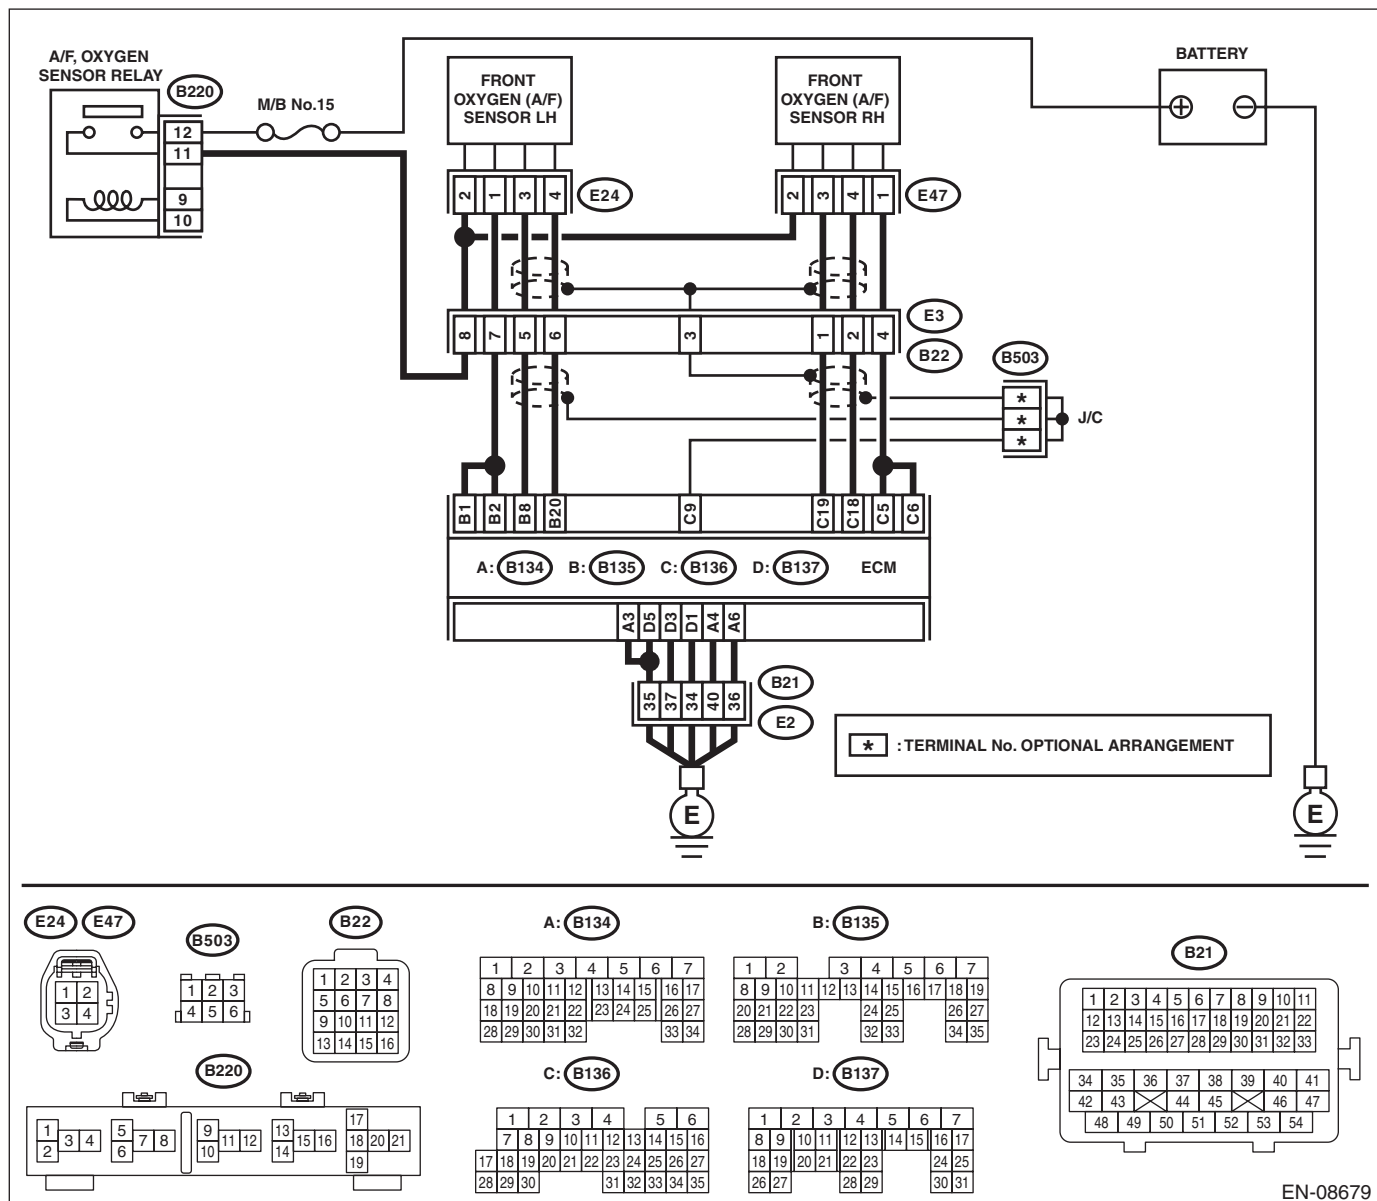 A/F, OXYGEN
SENSOR RELAY
B220
M/B No.15
12
11
9
10
FRONT
OXYGEN (A/F)
SENSOR LH
FRONT
OXYGEN (A/F)
SENSOR RH
BATTERY
2 1 3 4
E24
2 3 4 1
E47
8 7 5 6 3 1 2 4
E3
B22
B503
*
*
*
J/C
B1 B2 B8 B20 C9 C19 C18 C5 C6
A: B134 B: B135 C: B136 D: B137 ECM
A3 D5 D3 D1 A4 A6
35 37 34 40 36
B21
E2
* : TERMINAL No. OPTIONAL ARRANGEMENT
E
E
E24 E47
1 2
3 4
B503
1 2 3
4 5 6
B22
1 2 3 4
5 6 7 8
9 10 11 12
13 14 15 16
A: B134
1 2 3 4 5 6 7
8 9 10 11 12 13 14 15 16 17
18 19 20 21 22 23 24 25 26 27
28 29 30 31 32 33 34
B: B135
1 2 3 4 5 6 7
8 9 10 11 12 13 14 15 16 17 18 19
20 21 22 23 24 25 26 27
28 29 30 31 32 33 34 35
B21
1 2 3 4 5 6 7 8 9 10 11
12 13 14 15 16 17 18 19 20 21 22
23 24 25 26 27 28 29 30 31 32 33
34 35 36 37 38 39 40 41
42 43 44 45 46 47
48 49 50 51 52 53 54
B220
1 2 3 4 5 6 7 8 9 10 11 12 13 14 15 16 17 18 19 20 21
C: B136
1 2 3 4 5 6
7 8 9 10 11 12 13 14 15 16
17 18 19 20 21 22 23 24 25 26 27
28 29 30 31 32 33 34 35
D: B137
1 2 3 4 5 6 7
8 9 10 11 12 13 14 15 16 17
18 19 20 21 22 23 24 25
26 27 28 29 30 31
EN-08679